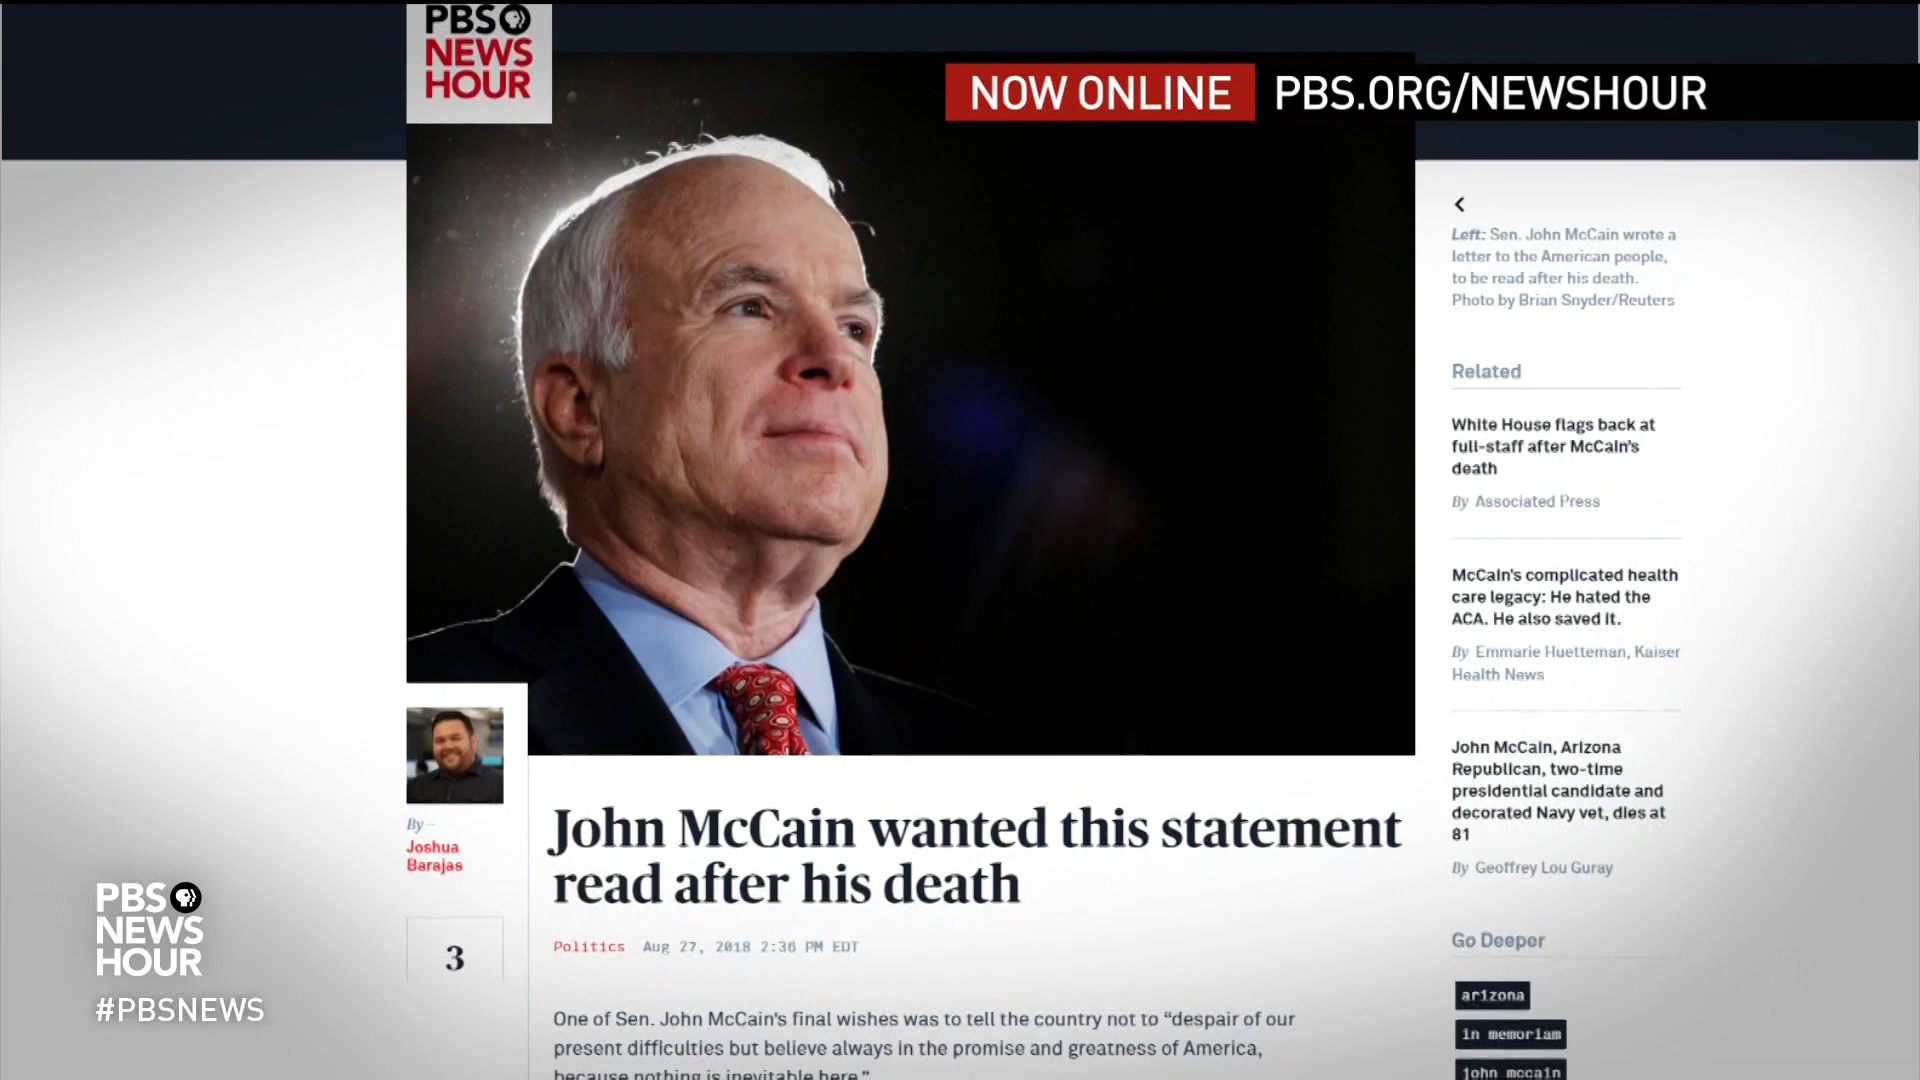 PBS
NEWS
HOUR
NOW ONLINE PBS.ORG/NEWSHOUR
Left: Sen. John McCain wrote a
letter to the American people,
to be read after his death.
Photo by Brian Snyder/Reuters
Related
White House flags back at
full-staff after McCain's
death
By Associated Press
McCain's complicated health
care legacy: He hated the
ACA. He also saved it.
By Emmarie Huetteman, Kaiser
Health News
John McCain, Arizona
Republican, two-time
presidential candidate and
decorated Navy vet, dies at
81
By Geoffrey Lou Guray
Go Deeper
arizona
in memoriam
john mccain
By –
Joshua
Barajas
3
John McCain wanted this statement
read after his death
Politics Aug 27, 2018 2:36 PM EDT
One of Sen. John McCain's final wishes was to tell the country not to “despair of our
present difficulties but believe always in the promise and greatness of America,
because nothing is inevitable here.”
PBS
NEWS
HOUR
#PBSNEWS